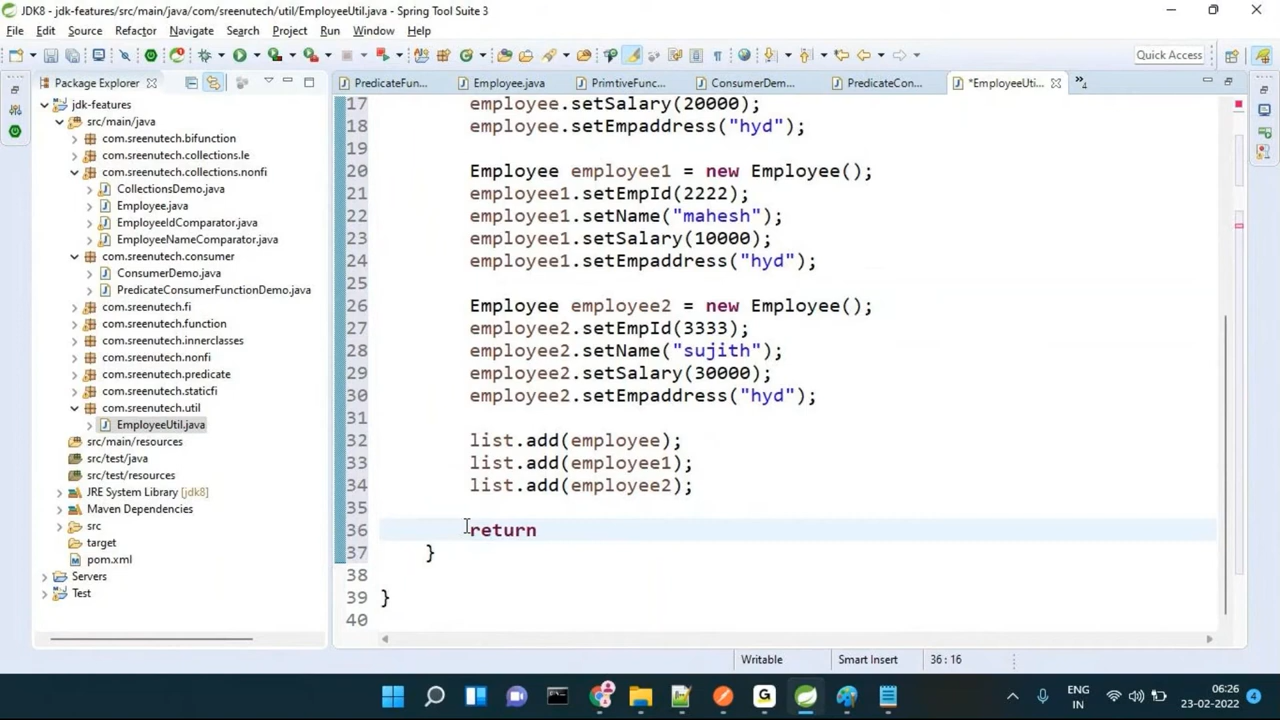 JDK8 - jdk-features/src/main/java/com/sreenutech/util/EmployeeUtil.java - Spring Tool Suite 3
File Edit Source Refactor Navigate Search Project Run Window Help
Quick Access
Package Explorer
PredicateFun...
Employee.java
PrimtiveFunc...
ConsumerDem...
PredicateCon...
*EmployeeUti...
»4
jdk-features
src/main/java
com.sreenutech.bifunction
com.sreenutech.collections.le
com.sreenutech.collections.nonfi
CollectionsDemo.java
Employee.java
EmployeeIdComparator.java
EmployeeNameComparator.java
com.sreenutech.consumer
ConsumerDemo.java
PredicateConsumerFunctionDemo.java
com.sreenutech.fi
com.sreenutech.function
com.sreenutech.innerclasses
com.sreenutech.nonfi
com.sreenutech.predicate
com.sreenutech.staticfi
com.sreenutech.util
EmployeeUtil.java
src/main/resources
src/test/java
src/test/resources
JRE System Library [jdk8]
Maven Dependencies
src
target
pom.xml
Servers
Test
17 employee.setSalary(20000);
18 employee.setEmpaddress("hyd");
19
20 Employee employee1 = new Employee();
21 employee1.setEmpId(2222);
22 employee1.setName("mahesh");
23 employee1.setSalary(10000);
24 employee1.setEmpaddress("hyd");
25
26 Employee employee2 = new Employee();
27 employee2.setEmpId(3333);
28 employee2.setName("sujith");
29 employee2.setSalary(30000);
30 employee2.setEmpaddress("hyd");
31
32 list.add(employee);
33 list.add(employee1);
34 list.add(employee2);
35
36 return
37 }
38
39 }
40
Writable Smart Insert 36 : 16
ENG
IN
06:26
23-02-2022
4